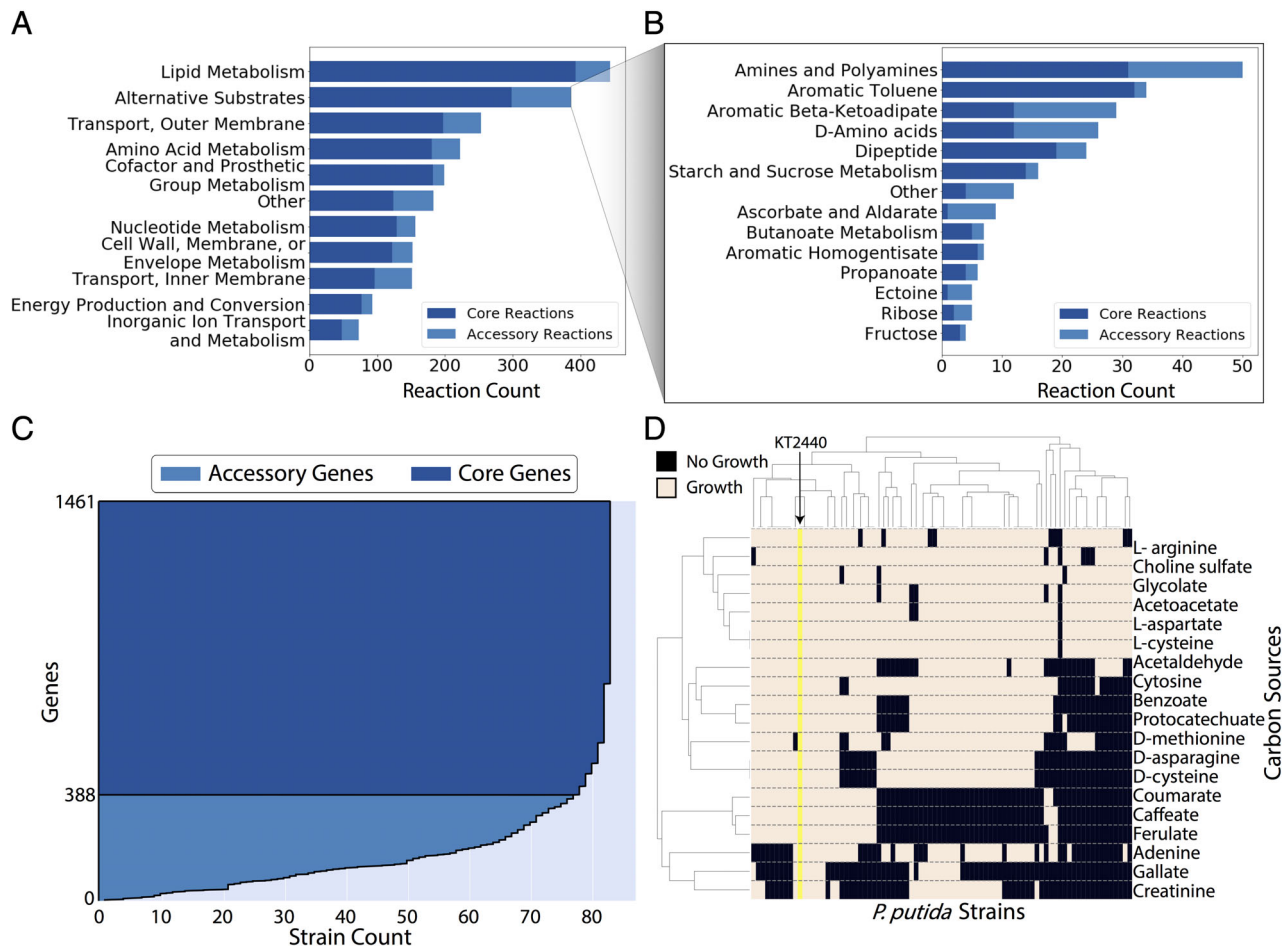 A
Lipid Metabolism
Alternative Substrates
Transport, Outer Membrane
Amino Acid Metabolism
Cofactor and Prosthetic
Group Metabolism
Other
Nucleotide Metabolism
Cell Wall, Membrane, or
Envelope Metabolism
Transport, Inner Membrane
Energy Production and Conversion
Inorganic Ion Transport
and Metabolism
Core Reactions
Accessory Reactions
0 100 200 300 400
Reaction Count
B
Amines and Polyamines
Aromatic Toluene
Aromatic Beta-Ketoadipate
D-Amino acids
Dipeptide
Starch and Sucrose Metabolism
Other
Ascorbate and Aldarate
Butanoate Metabolism
Aromatic Homogentisate
Propanoate
Ectoine
Ribose
Fructose
Core Reactions
Accessory Reactions
0 10 20 30 40 50
Reaction Count
C
Accessory Genes Core Genes
1461
388
0
Genes
0 10 20 30 40 50 60 70 80
Strain Count
D
KT2440
No Growth
Growth
L- arginine
Choline sulfate
Glycolate
Acetoacetate
L-aspartate
L-cysteine
Acetaldehyde
Cytosine
Benzoate
Protocatechuate
D-methionine
D-asparagine
D-cysteine
Coumarate
Caffeate
Ferulate
Adenine
Gallate
Creatinine
Carbon Sources
P. putida Strains